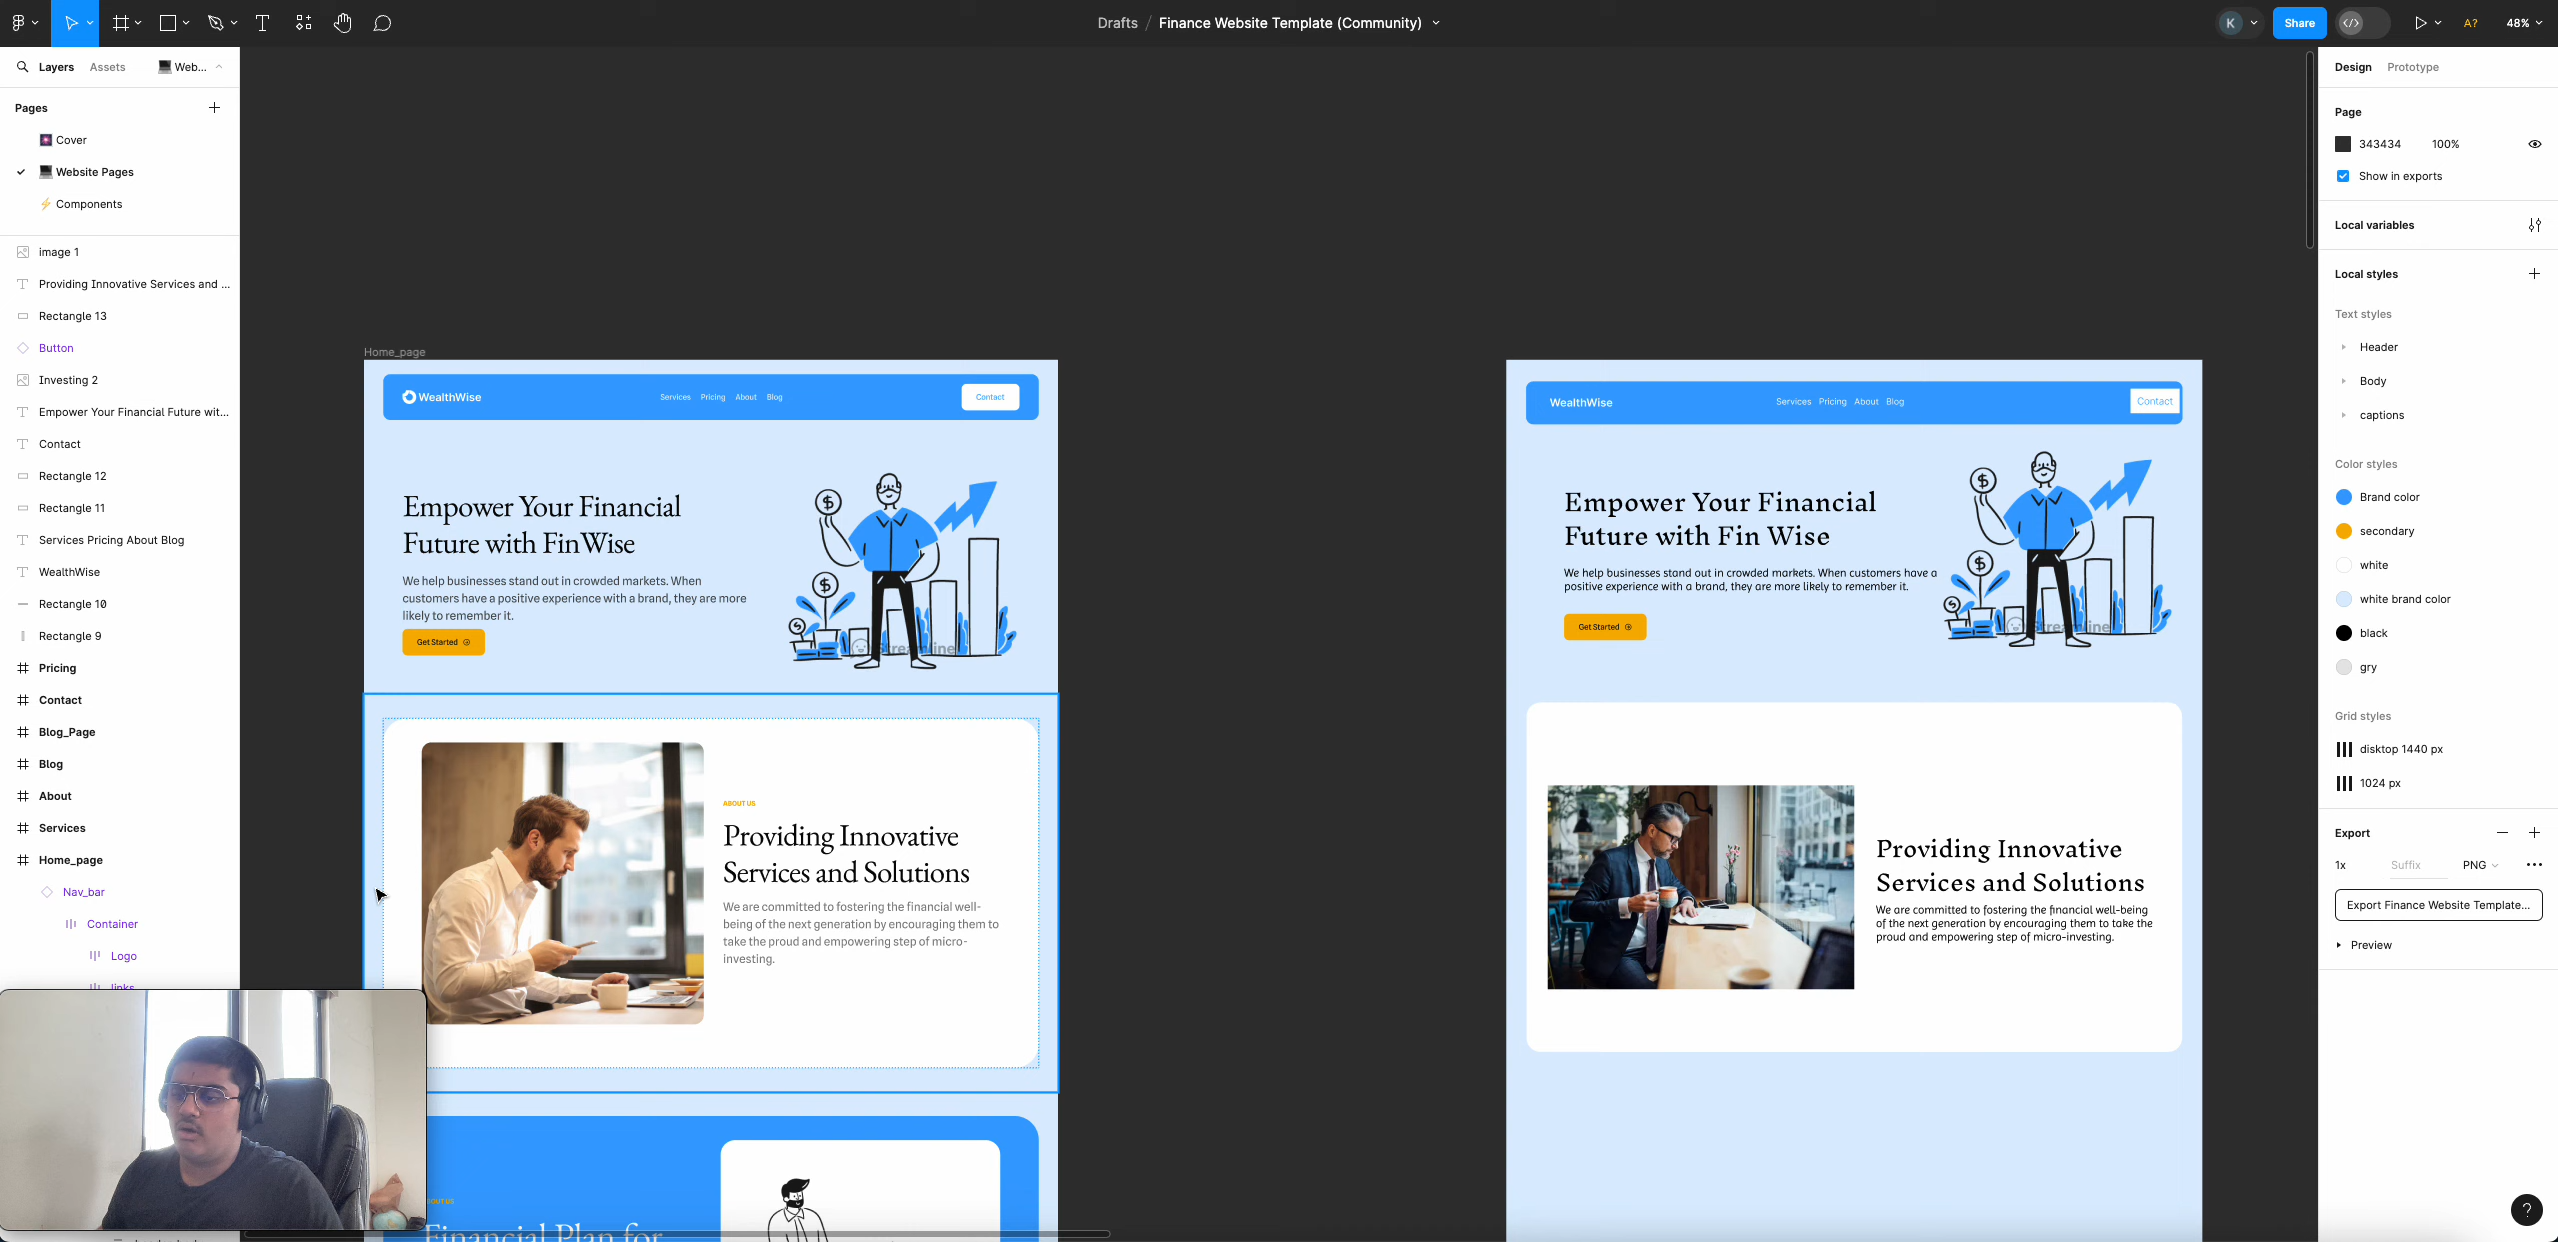 Drafts / Finance Website Template (Community)
K
Share
A?
48%
Layers
Assets
Web...
Pages
Cover
Website Pages
Components
image 1
Providing Innovative Services and ...
Rectangle 13
Button
Investing 2
Empower Your Financial Future wit...
Contact
Rectangle 12
Rectangle 11
Services Pricing About Blog
WealthWise
Rectangle 10
Rectangle 9
Pricing
Contact
Blog_Page
Blog
About
Services
Home_page
Nav_bar
Container
Logo
links
Home_page
WealthWise
Services Pricing About Blog
Contact
Empower Your Financial
Future with FinWise
We help businesses stand out in crowded markets. When
customers have a positive experience with a brand, they are more
likely to remember it.
Get Started
Streamline
ABOUT US
Providing Innovative
Services and Solutions
We are committed to fostering the financial well-
being of the next generation by encouraging them to
take the proud and empowering step of micro-
investing.
Financial Plan for
WealthWise
Services Pricing About Blog
Contact
Empower Your Financial
Future with Fin Wise
We help businesses stand out in crowded markets. When customers have a
positive experience with a brand, they are more likely to remember it.
Get Started
Streamline
Providing Innovative
Services and Solutions
We are committed to fostering the financial well-being
of the next generation by encouraging them to take the
proud and empowering step of micro-investing.
Design
Prototype
Page
343434
100%
Show in exports
Local variables
Local styles
Text styles
Header
Body
captions
Color styles
Brand color
secondary
white
white brand color
black
gry
Grid styles
disktop 1440 px
1024 px
Export
1x
Suffix
PNG
Export Finance Website Template...
Preview
?